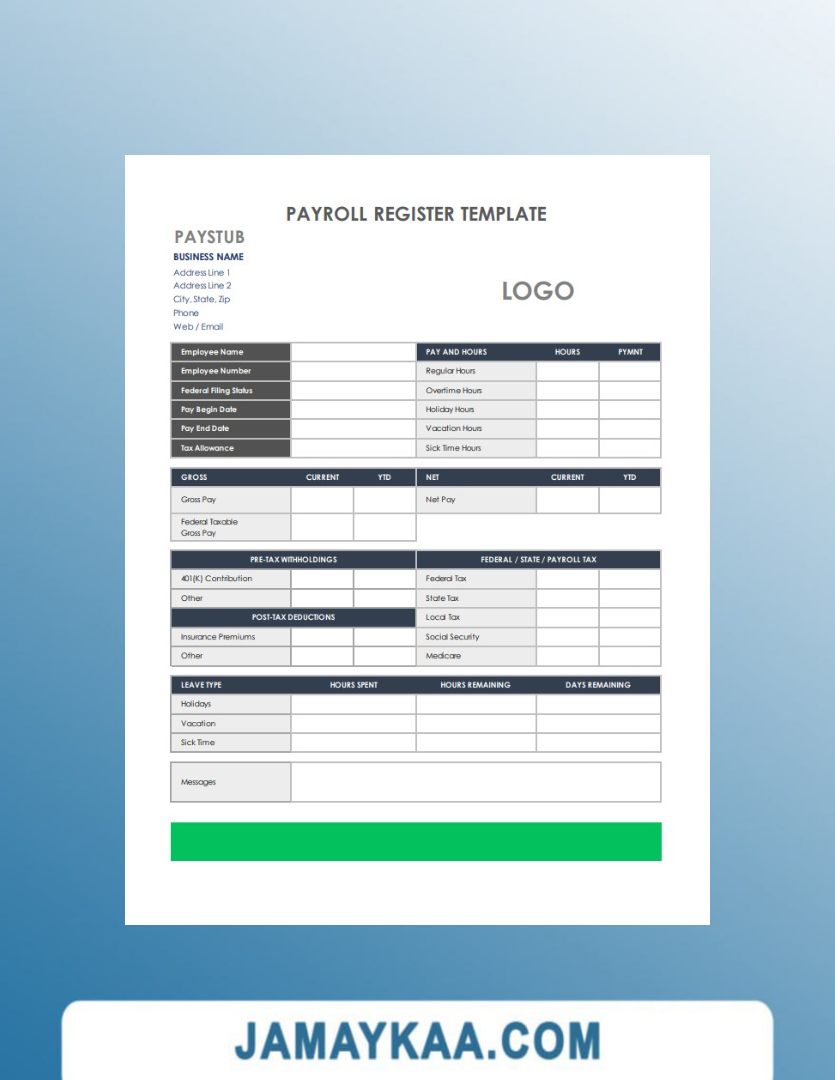 PAYROLL REGISTER TEMPLATE
PAYSTUB
BUSINESS NAME
Address Line 1
Address Line 2
City, State, Zip
Phone
Web / Email
LOGO
Employee Name
Employee Number
Federal Filing Status
Pay Begin Date
Pay End Date
Tax Allowance
PAY AND HOURS HOURS PYMNT
Regular Hours
Overtime Hours
Holiday Hours
Vacation Hours
Sick Time Hours
GROSS CURRENT YTD
Gross Pay
Federal Taxable
Gross Pay
NET CURRENT YTD
Net Pay
PRE-TAX WITHHOLDINGS
401(K) Contribution
Other
POST-TAX DEDUCTIONS
Insurance Premiums
Other
FEDERAL / STATE / PAYROLL TAX
Federal Tax
State Tax
Local Tax
Social Security
Medicare
LEAVE TYPE HOURS SPENT HOURS REMAINING DAYS REMAINING
Holidays
Vacation
Sick Time
Messages
JAMAYKAA.COM